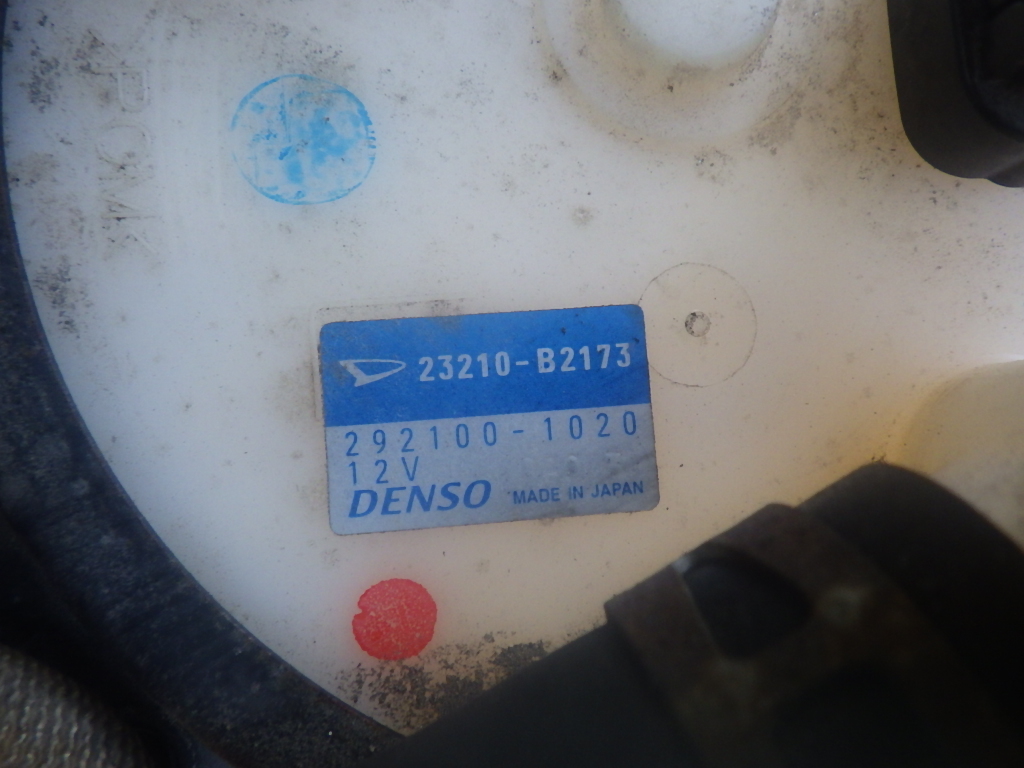 23210-B2173
292100-1020
12V
DENSO MADE IN JAPAN